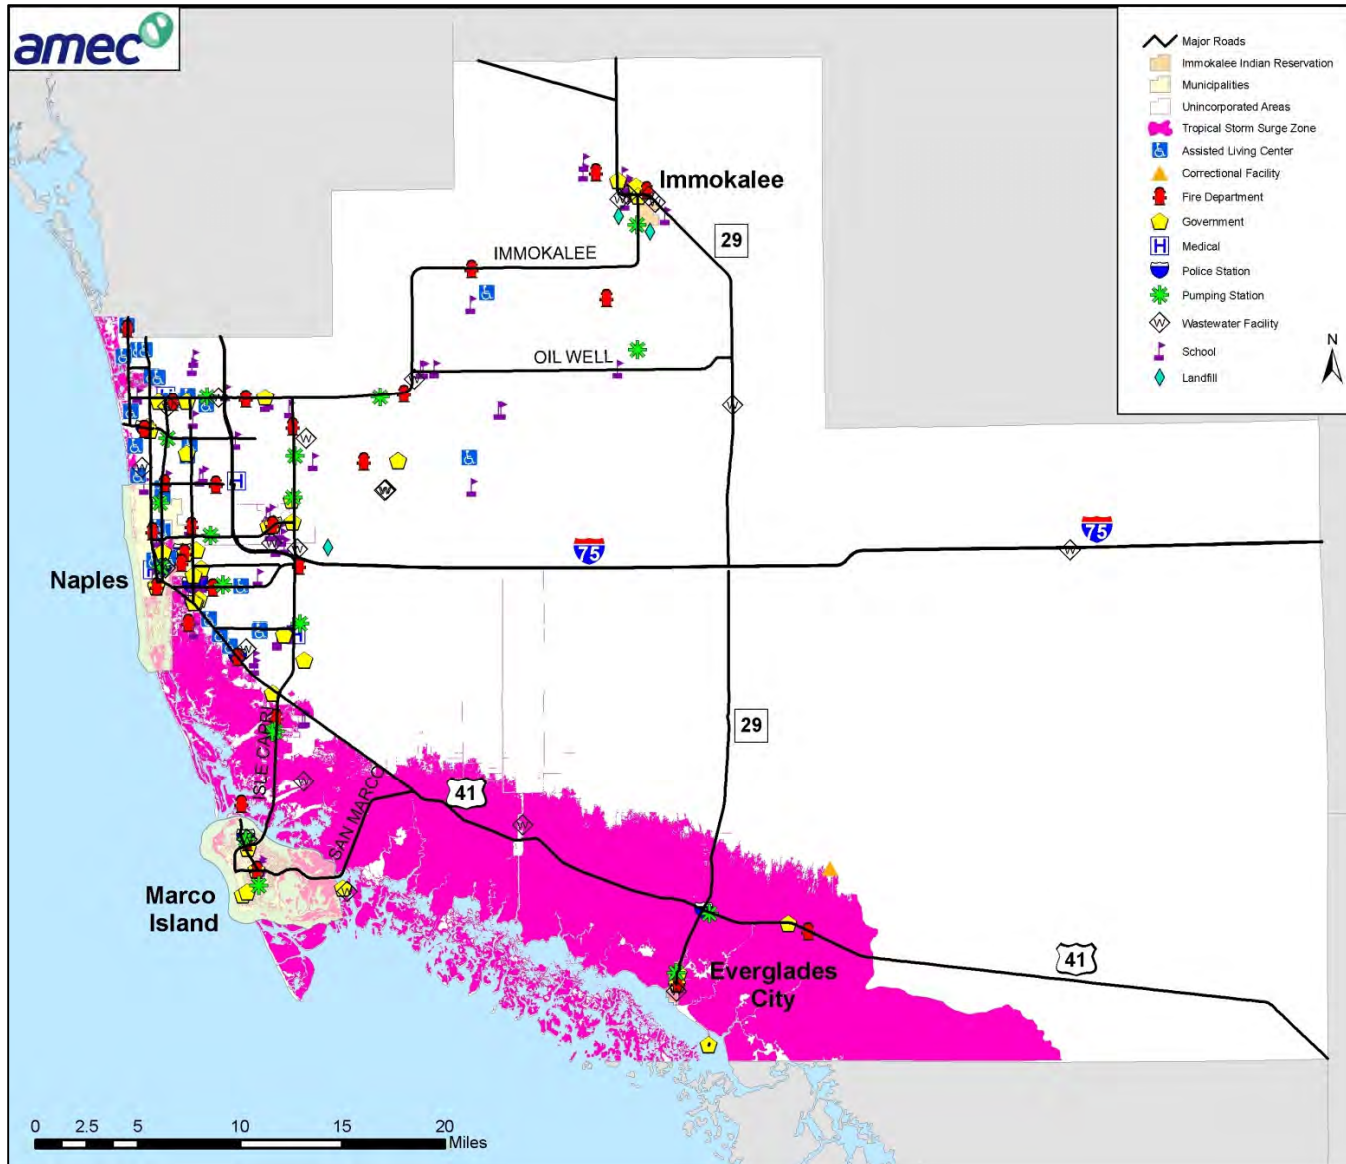 amec
Major Roads
Immokalee Indian Reservation
Municipalities
Unincorporated Areas
Tropical Storm Surge Zone
Assisted Living Center
Correctional Facility
Fire Department
Government
H Medical
Police Station
Pumping Station
W Wastewater Facility
School
Landfill
N
Immokalee
29
IMMOKALEE
OIL WELL
75
75
Naples
29
ISLE CAPRI
SAN MARCO
41
Marco
Island
Everglades
City
41
0 2.5 5 10 15 20
Miles